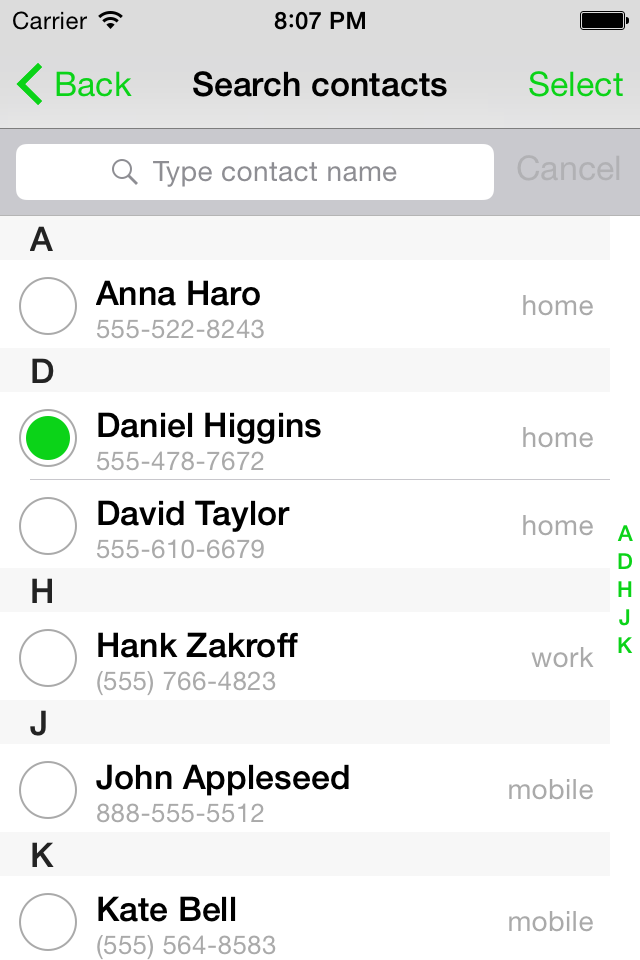 Carrier 8:07 PM
Back Search contacts Select
Type contact name Cancel
A
Anna Haro home
555-522-8243
D
Daniel Higgins home
555-478-7672
David Taylor home
555-610-6679
H
Hank Zakroff work
(555) 766-4823
J
John Appleseed mobile
888-555-5512
K
Kate Bell mobile
(555) 564-8583
A
D
H
J
K